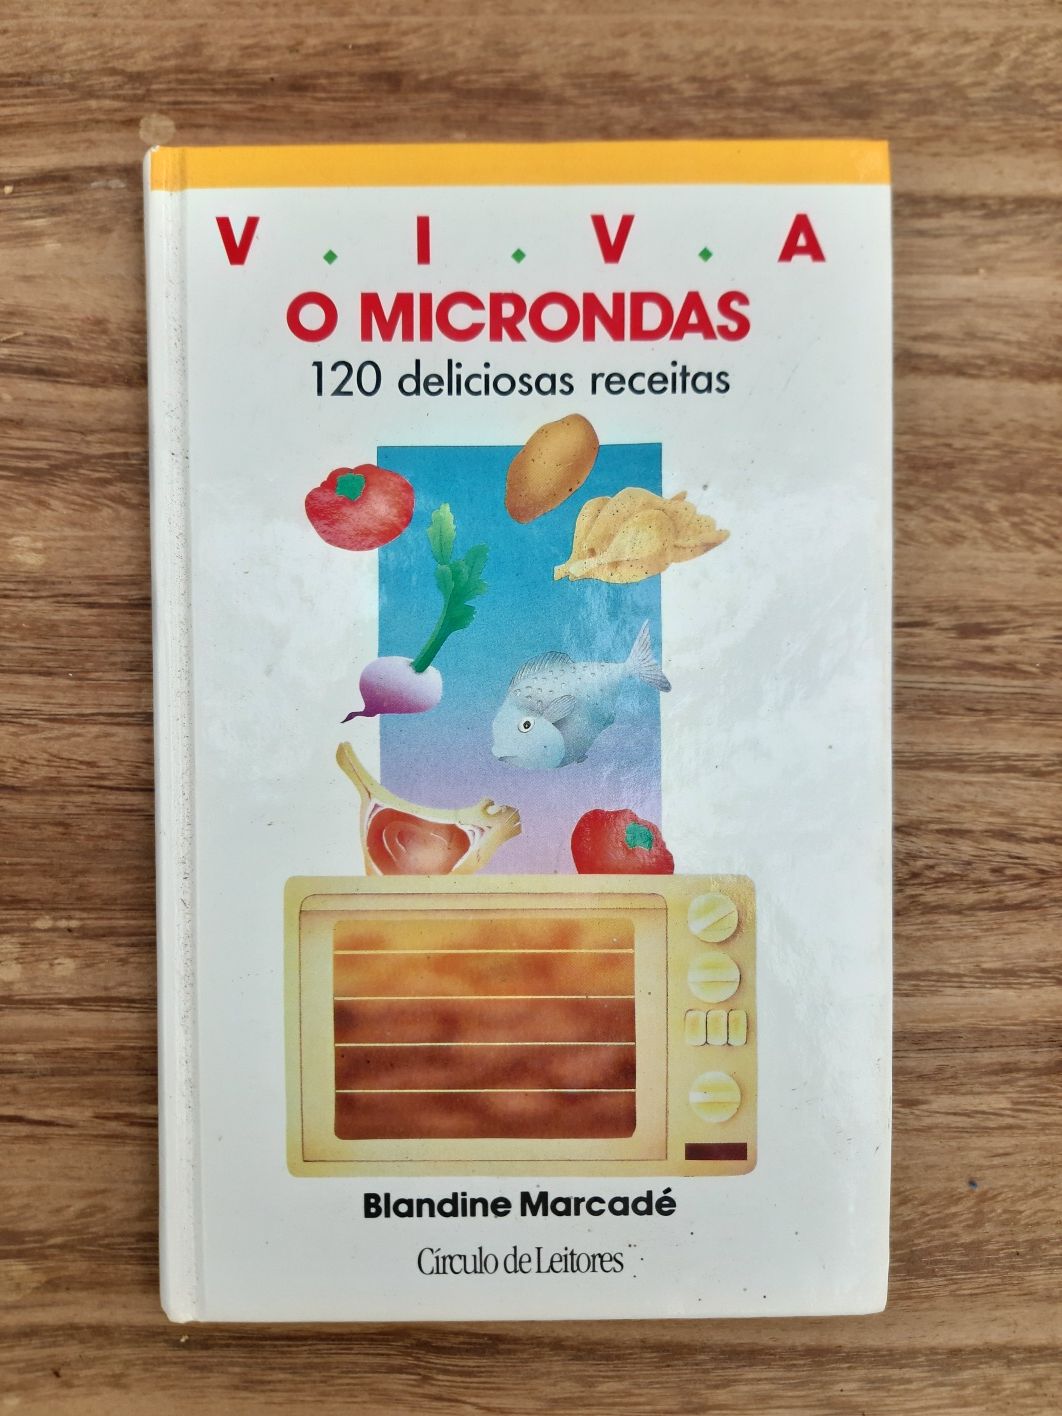 V.I.V.A
O MICRONDAS
120 deliciosas receitas
Blandine Marcadé
Círculo de Leitores